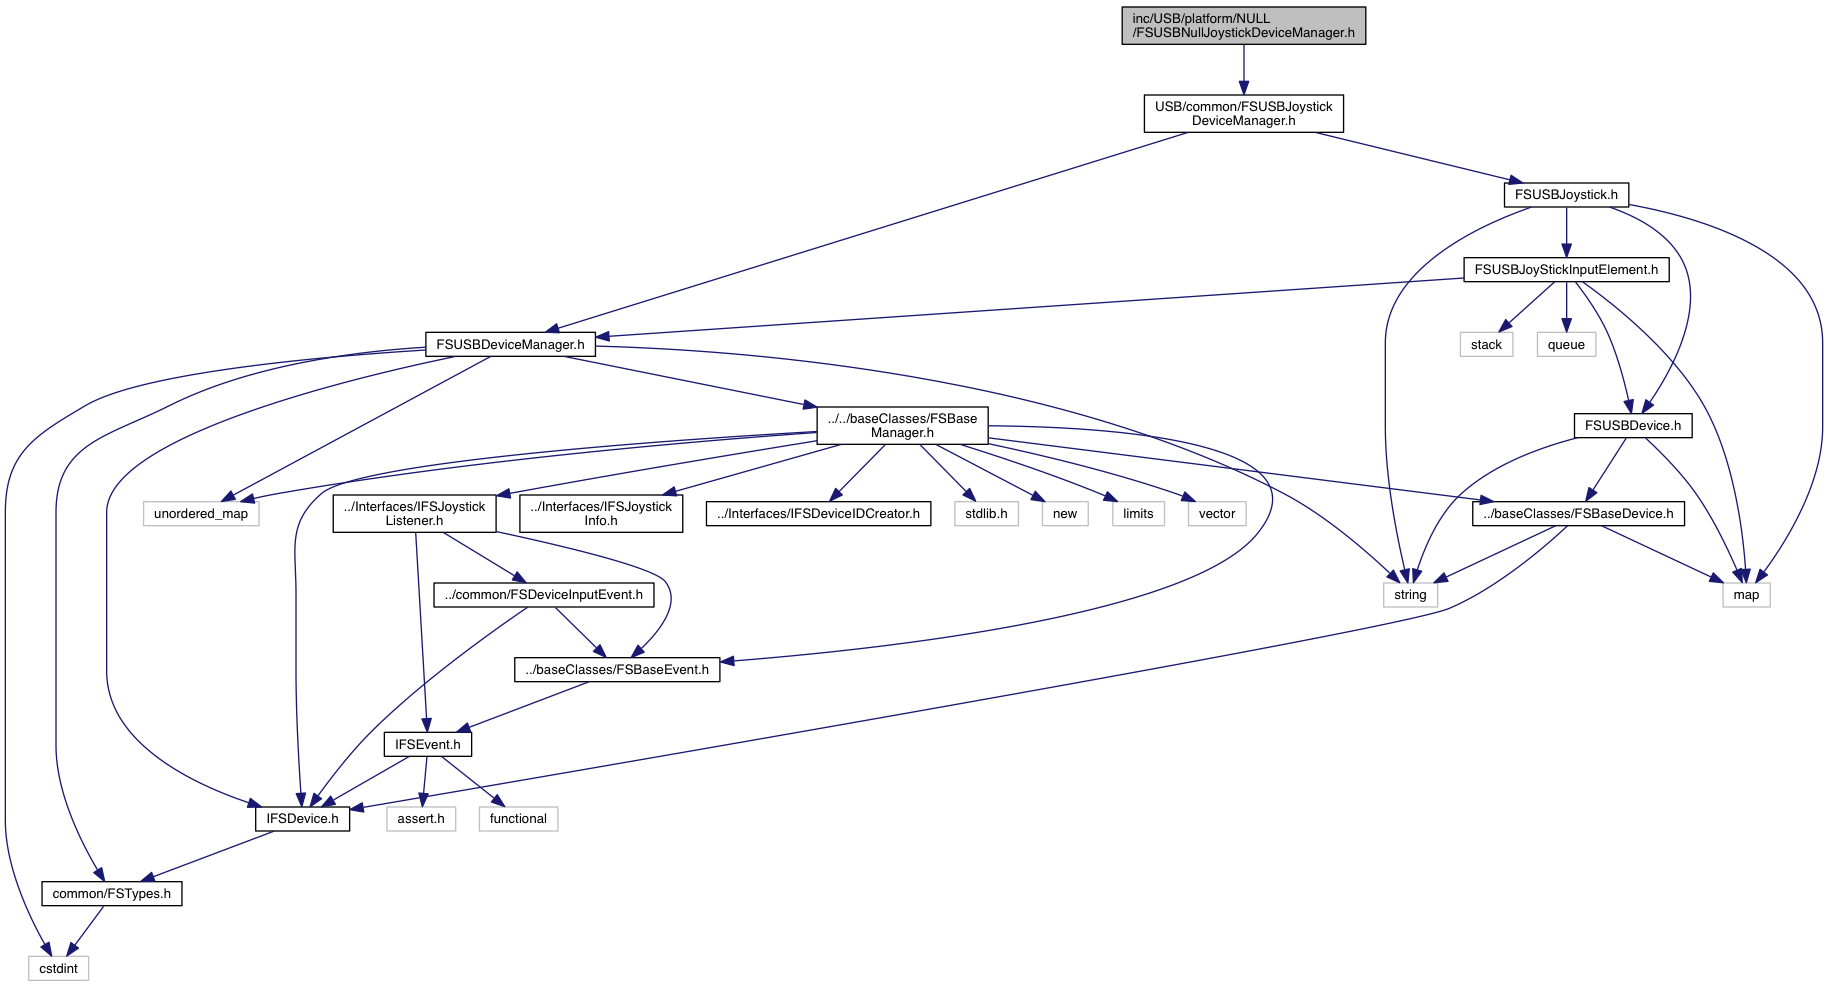 inc/USB/platform/NULL
/FSUSBNullJoystickDeviceManager.h
USB/common/FSUSBJoystick
DeviceManager.h
FSUSBJoystick.h
FSUSBJoyStickInputElement.h
FSUSBDeviceManager.h
stack
queue
../../baseClasses/FSBase
Manager.h
FSUSBDevice.h
unordered_map
../Interfaces/IFSJoystick
Listener.h
../Interfaces/IFSJoystick
Info.h
../Interfaces/IFSDeviceIDCreator.h
stdlib.h
new
limits
vector
../baseClasses/FSBaseDevice.h
../common/FSDeviceInputEvent.h
string
map
../baseClasses/FSBaseEvent.h
IFSEvent.h
IFSDevice.h
assert.h
functional
common/FSTypes.h
cstdint